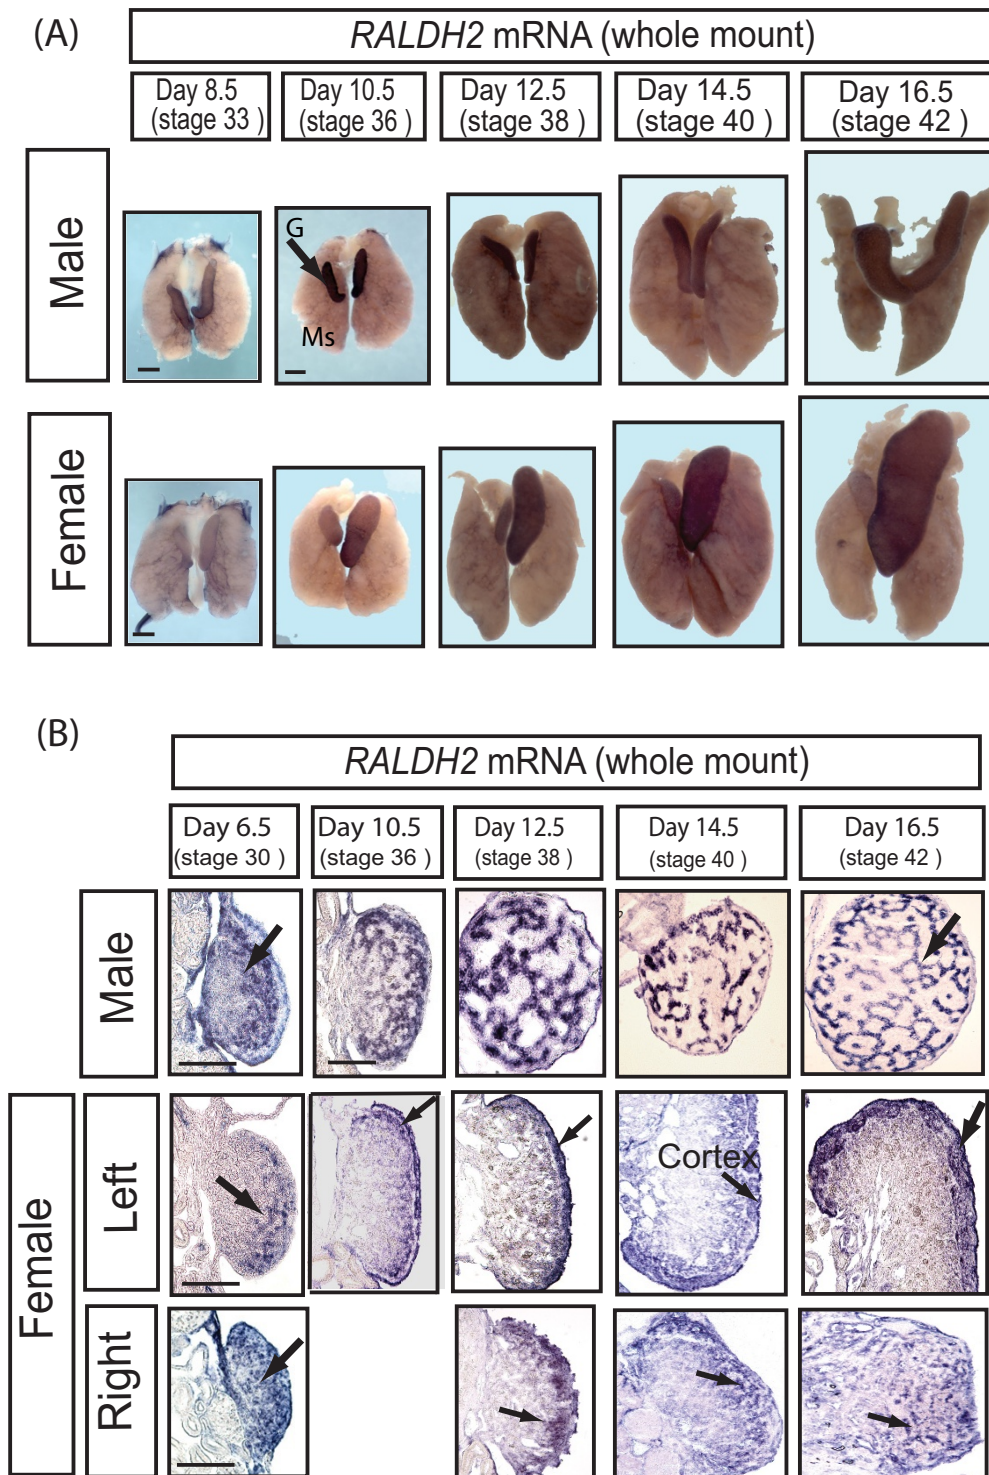 (A)
RALDH2 mRNA (whole mount)
Day 8.5
(stage 33 )
Day 10.5
(stage 36 )
Day 12.5
(stage 38 )
Day 14.5
(stage 40 )
Day 16.5
(stage 42 )
Male
G
Ms
Female
(B)
RALDH2 mRNA (whole mount)
Day 6.5
(stage 30 )
Day 10.5
(stage 36 )
Day 12.5
(stage 38 )
Day 14.5
(stage 40 )
Day 16.5
(stage 42 )
Male
Female
Left
Cortex
Right